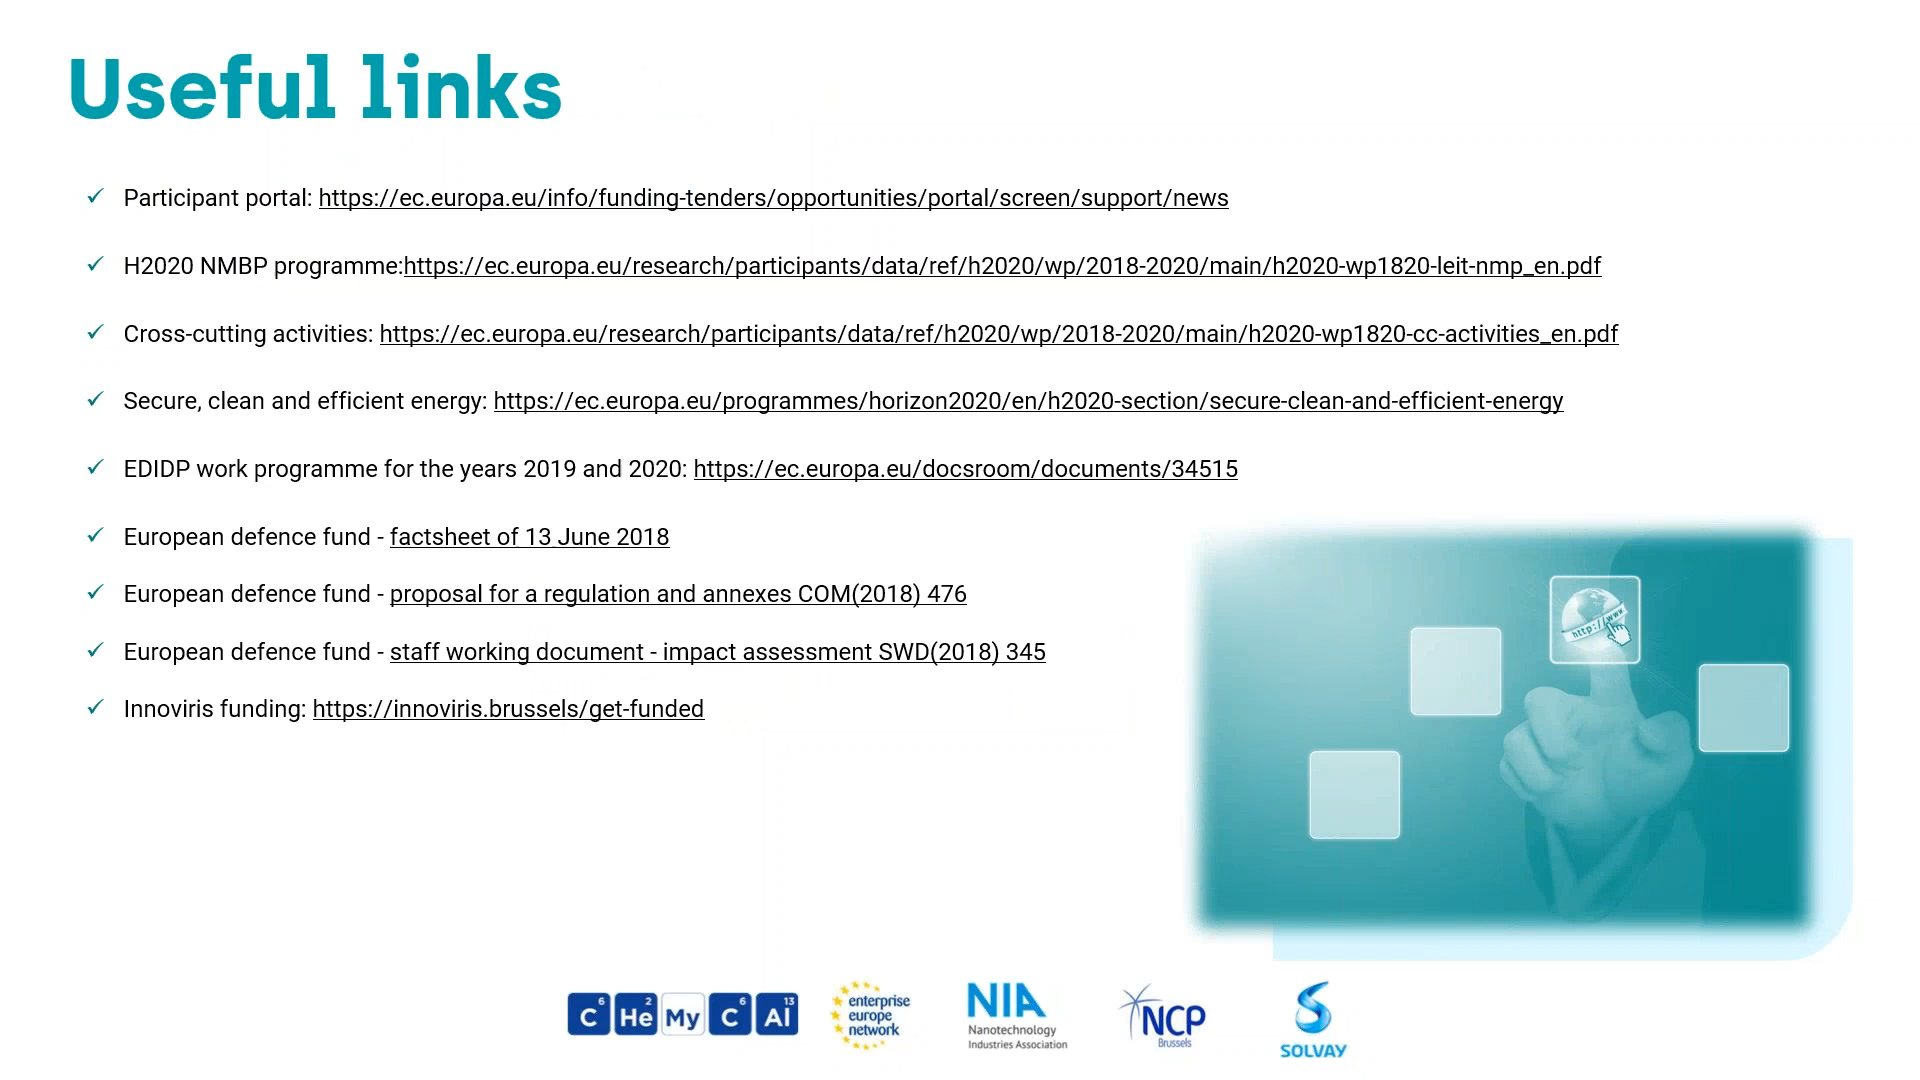 Useful links
✓ Participant portal: https://ec.europa.eu/info/funding-tenders/opportunities/portal/screen/support/news
✓ H2020 NMBP programme:https://ec.europa.eu/research/participants/data/ref/h2020/wp/2018-2020/main/h2020-wp1820-leit-nmp_en.pdf
✓ Cross-cutting activities: https://ec.europa.eu/research/participants/data/ref/h2020/wp/2018-2020/main/h2020-wp1820-cc-activities_en.pdf
✓ Secure, clean and efficient energy: https://ec.europa.eu/programmes/horizon2020/en/h2020-section/secure-clean-and-efficient-energy
✓ EDIDP work programme for the years 2019 and 2020: https://ec.europa.eu/docsroom/documents/34515
✓ European defence fund - factsheet of 13 June 2018
✓ European defence fund - proposal for a regulation and annexes COM(2018) 476
✓ European defence fund - staff working document - impact assessment SWD(2018) 345
✓ Innoviris funding: https://innoviris.brussels/get-funded
http://www.
6 2 6 13
C He My C Al
enterprise
europe
network
NIA
Nanotechnology
Industries Association
NCP
Brussels
SOLVAY